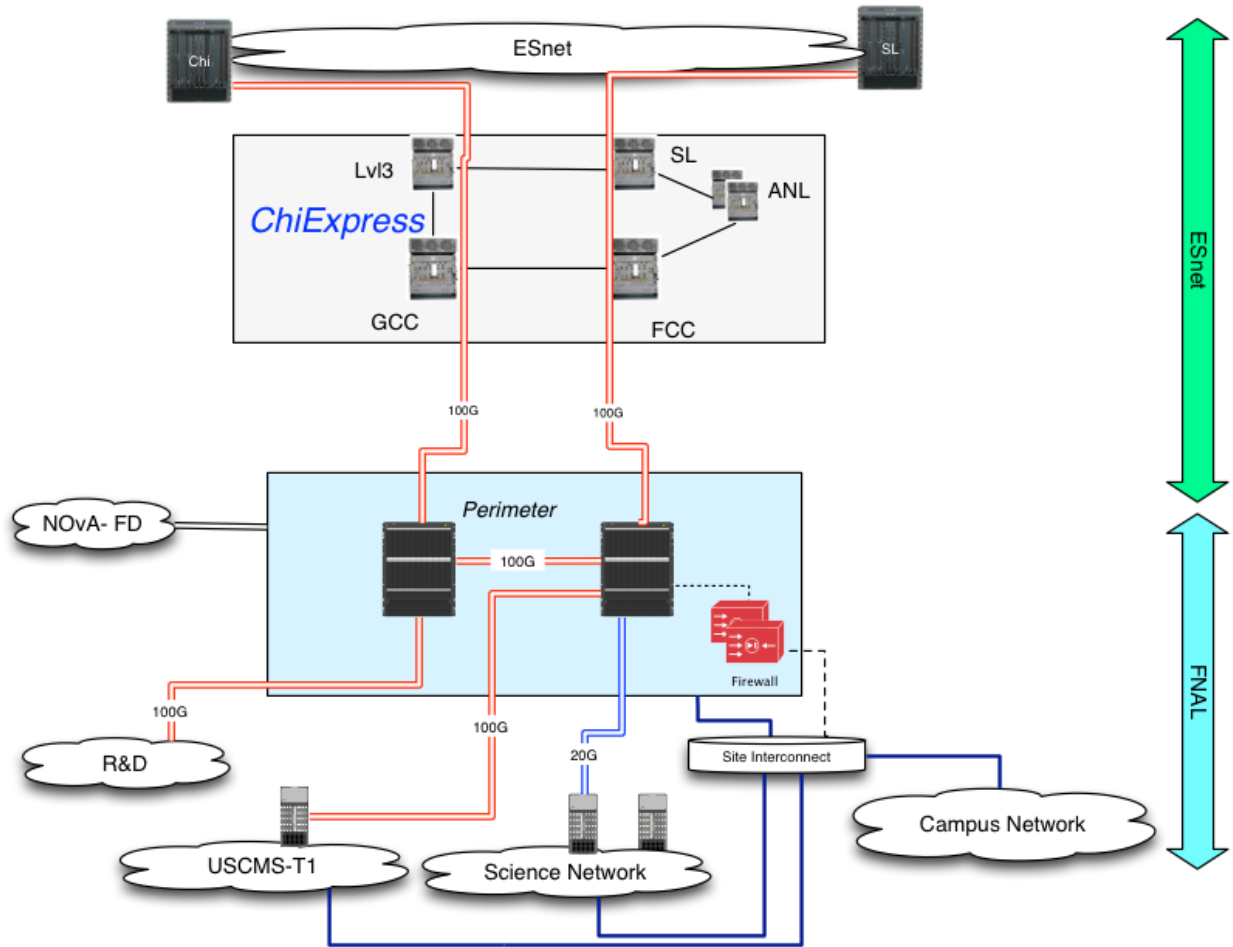 Chi
ESnet
SL
Lvl3
SL
ANL
ChiExpress
ESnet
GCC
FCC
100G
100G
NOvA- FD
Perimeter
100G
Firewall
FNAL
100G
100G
20G
Site Interconnect
R&D
Campus Network
USCMS-T1
Science Network